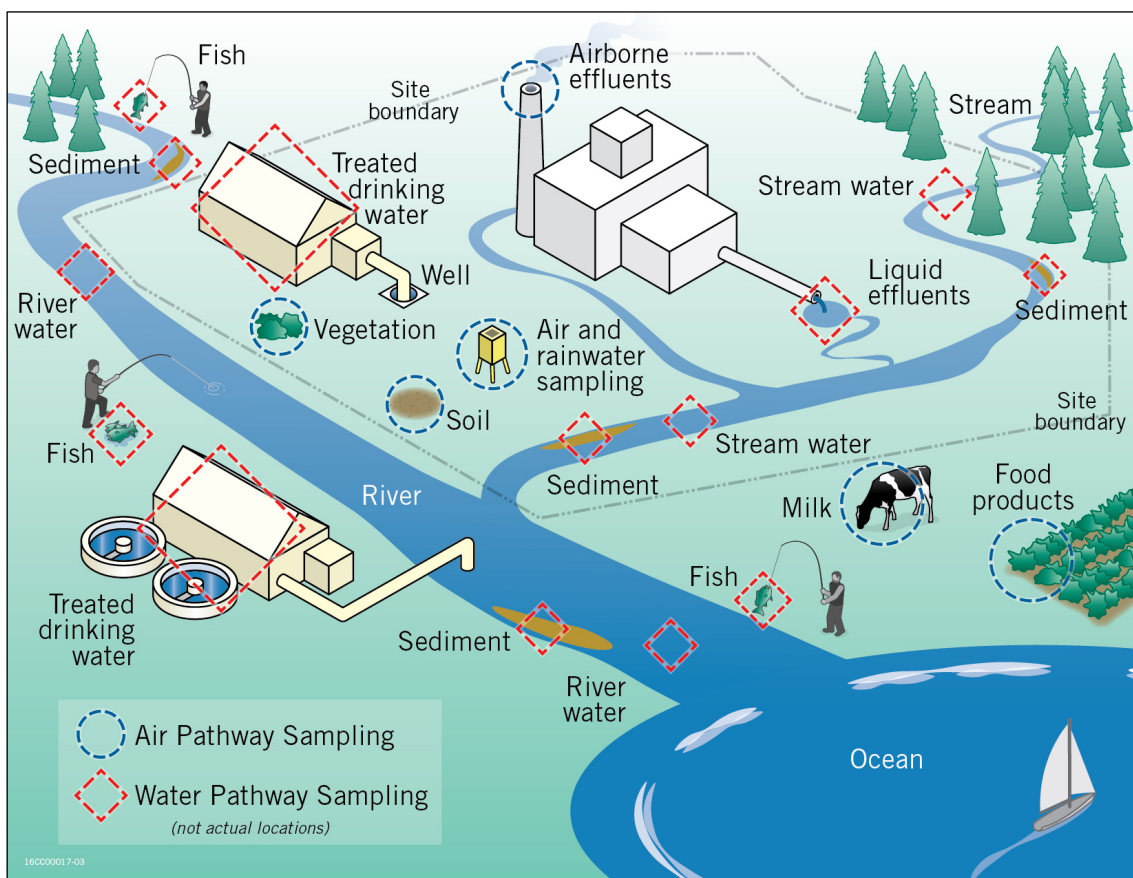 Fish
Airborne
effluents
Site
boundary
Stream
Sediment
Treated
drinking
water
Stream water
Well
Liquid
effluents
River
water
Sediment
Vegetation
Air and
rainwater
sampling
Soil
Site
boundary
Fish
Stream water
Sediment
River
Milk
Food
products
Fish
Treated
drinking
water
Sediment
River
water
Air Pathway Sampling
Ocean
Water Pathway Sampling
(not actual locations)
16CC00017-03